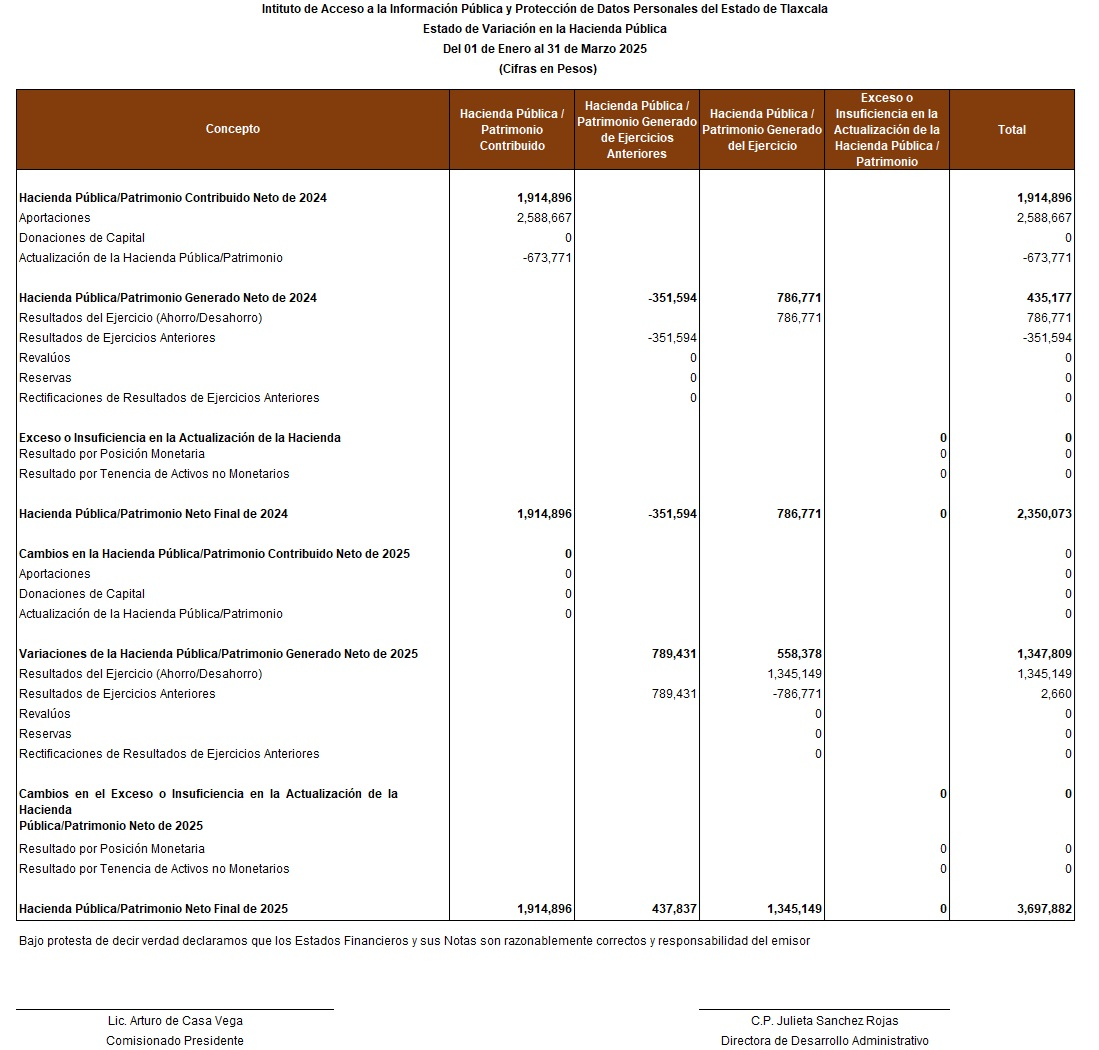 Intituto de Acceso a la Información Pública y Protección de Datos Personales del Estado de Tlaxcala
Estado de Variación en la Hacienda Pública
Del 01 de Enero al 31 de Marzo 2025
(Cifras en Pesos)
Concepto
Hacienda Pública /
Patrimonio
Contribuido
Hacienda Pública /
Patrimonio Generado
de Ejercicios
Anteriores
Hacienda Pública /
Patrimonio Generado
del Ejercicio
Exceso o
Insuficiencia en la
Actualización de la
Hacienda Pública /
Patrimonio
Total
Hacienda Pública/Patrimonio Contribuido Neto de 2024 1,914,896 1,914,896
Aportaciones 2,588,667 2,588,667
Donaciones de Capital 0 0
Actualización de la Hacienda Pública/Patrimonio -673,771 -673,771
Hacienda Pública/Patrimonio Generado Neto de 2024 -351,594 786,771 435,177
Resultados del Ejercicio (Ahorro/Desahorro) 786,771 786,771
Resultados de Ejercicios Anteriores -351,594 -351,594
Revalúos 0 0
Reservas 0 0
Rectificaciones de Resultados de Ejercicios Anteriores 0 0
Exceso o Insuficiencia en la Actualización de la Hacienda 0 0
Resultado por Posición Monetaria 0 0
Resultado por Tenencia de Activos no Monetarios 0 0
Hacienda Pública/Patrimonio Neto Final de 2024 1,914,896 -351,594 786,771 0 2,350,073
Cambios en la Hacienda Pública/Patrimonio Contribuido Neto de 2025 0 0
Aportaciones 0 0
Donaciones de Capital 0 0
Actualización de la Hacienda Pública/Patrimonio 0 0
Variaciones de la Hacienda Pública/Patrimonio Generado Neto de 2025 789,431 558,378 1,347,809
Resultados del Ejercicio (Ahorro/Desahorro) 1,345,149 1,345,149
Resultados de Ejercicios Anteriores 789,431 -786,771 2,660
Revalúos 0 0
Reservas 0 0
Rectificaciones de Resultados de Ejercicios Anteriores 0 0
Cambios en el Exceso o Insuficiencia en la Actualización de la 0 0
Hacienda
Pública/Patrimonio Neto de 2025
Resultado por Posición Monetaria 0 0
Resultado por Tenencia de Activos no Monetarios 0 0
Hacienda Pública/Patrimonio Neto Final de 2025 1,914,896 437,837 1,345,149 0 3,697,882
Bajo protesta de decir verdad declaramos que los Estados Financieros y sus Notas son razonablemente correctos y responsabilidad del emisor
Lic. Arturo de Casa Vega C.P. Julieta Sanchez Rojas
Comisionado Presidente Directora de Desarrollo Administrativo